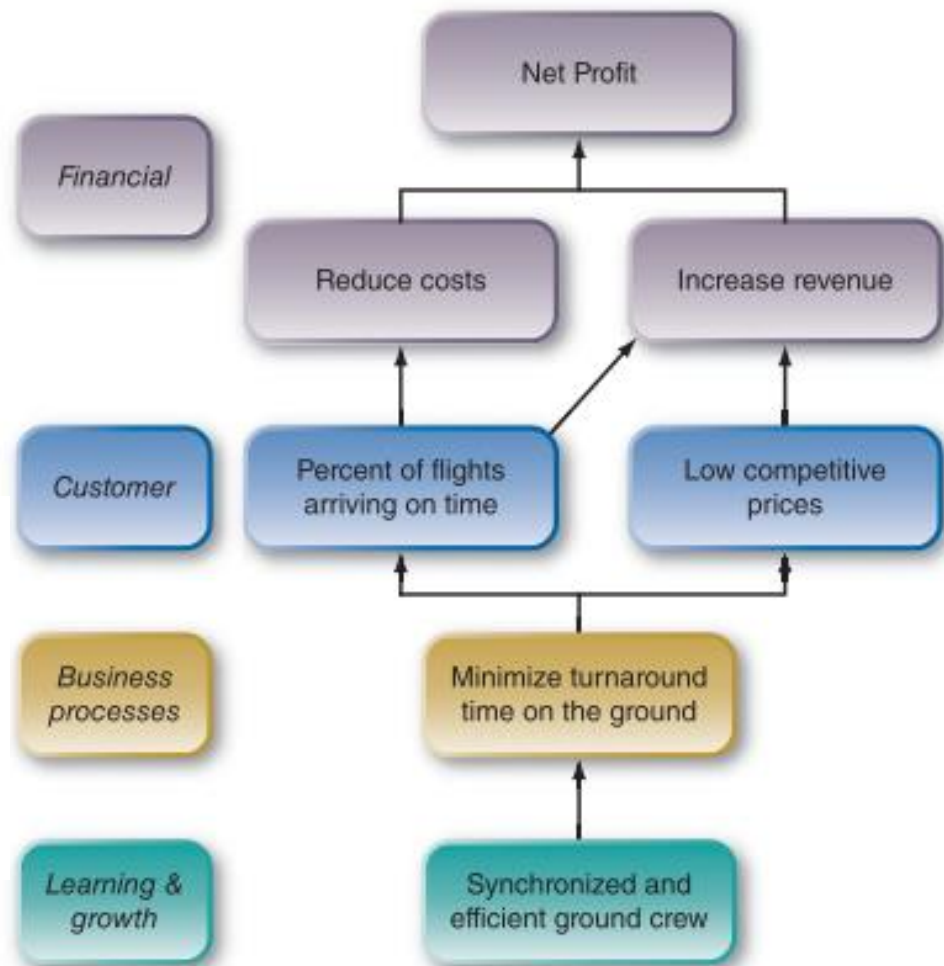 Net Profit
Financial
Reduce costs
Increase revenue
Customer
Percent of flights
arriving on time
Low competitive
prices
Business
processes
Minimize turnaround
time on the ground
Learning &
growth
Synchronized and
efficient ground crew